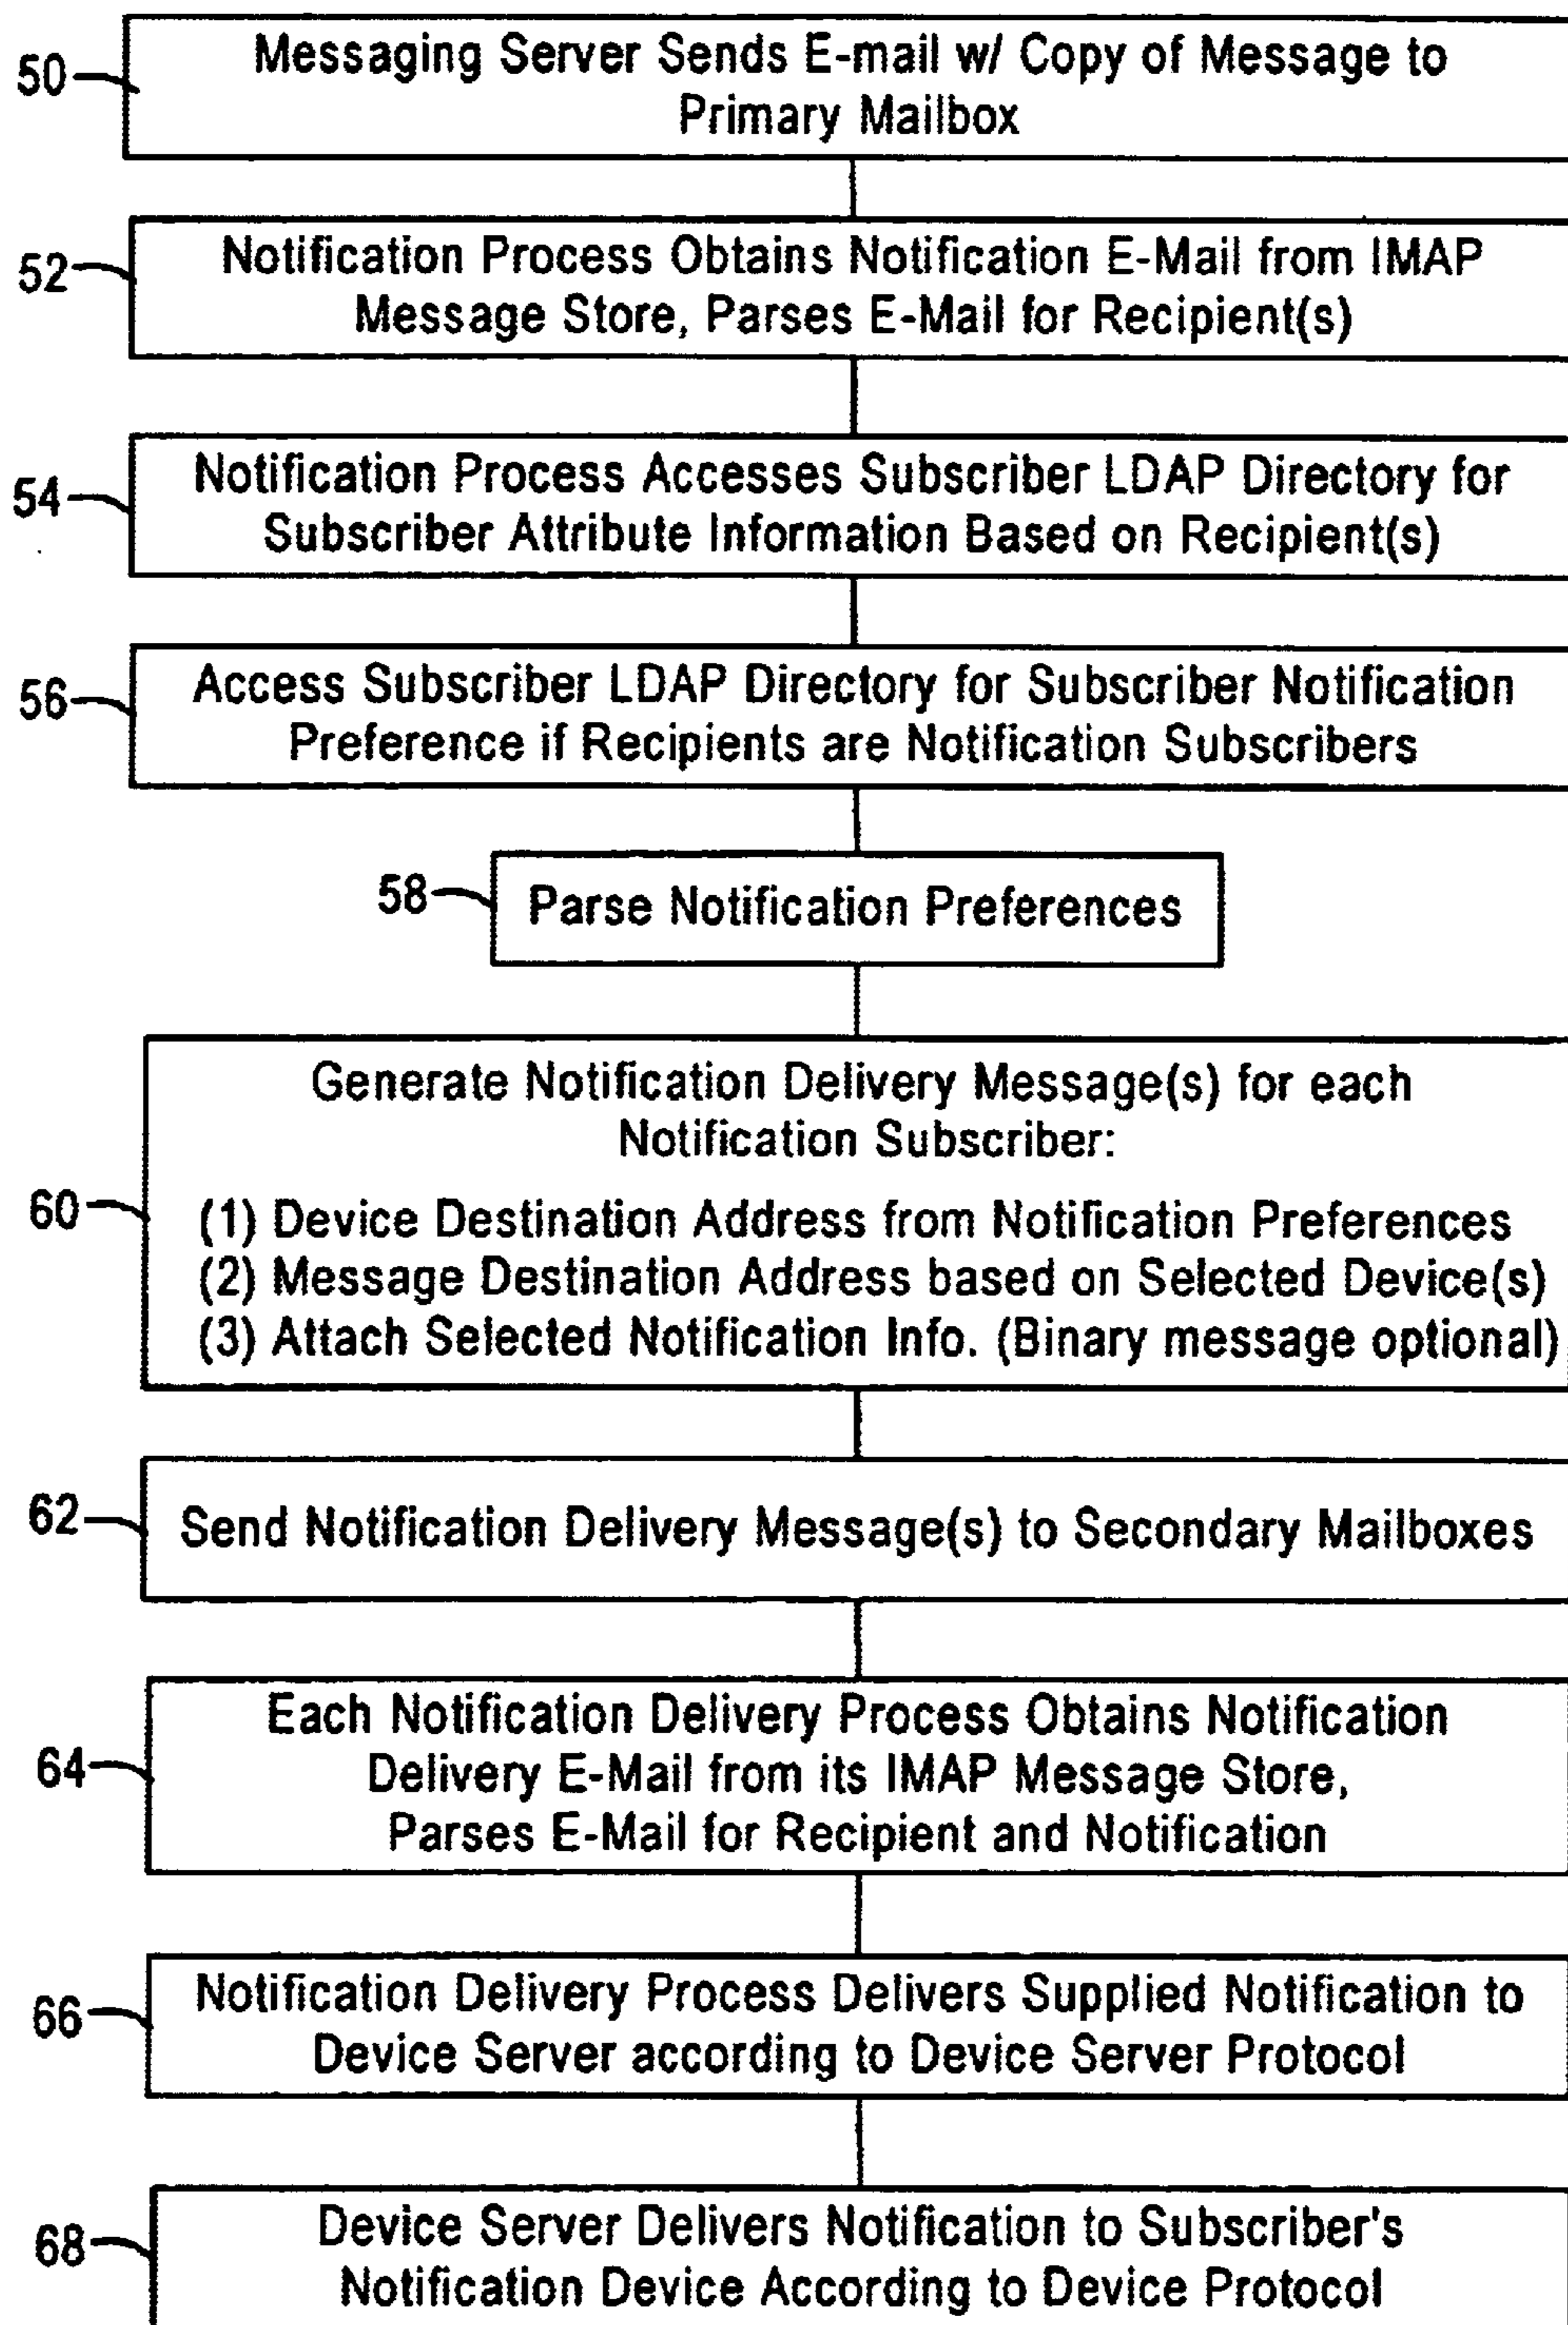 50
Messaging Server Sends E-mail w/ Copy of Message to
Primary Mailbox
52
Notification Process Obtains Notification E-Mail from IMAP
Message Store, Parses E-Mail for Recipient(s)
54
Notification Process Accesses Subscriber LDAP Directory for
Subscriber Attribute Information Based on Recipient(s)
56
Access Subscriber LDAP Directory for Subscriber Notification
Preference if Recipients are Notification Subscribers
58
Parse Notification Preferences
60
Generate Notification Delivery Message(s) for each
Notification Subscriber:
(1) Device Destination Address from Notification Preferences
(2) Message Destination Address based on Selected Device(s)
(3) Attach Selected Notification Info. (Binary message optional)
62
Send Notification Delivery Message(s) to Secondary Mailboxes
64
Each Notification Delivery Process Obtains Notification
Delivery E-Mail from its IMAP Message Store,
Parses E-Mail for Recipient and Notification
66
Notification Delivery Process Delivers Supplied Notification to
Device Server according to Device Server Protocol
68
Device Server Delivers Notification to Subscriber's
Notification Device According to Device Protocol